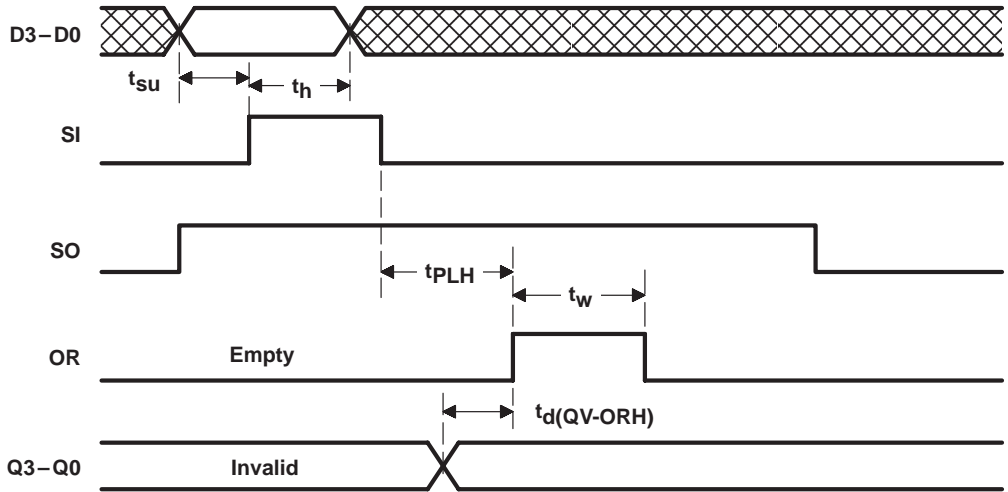 D3–D0
tsu
th
SI
SO
tPLH
tw
OR
Empty
td(QV-ORH)
Q3–Q0
Invalid